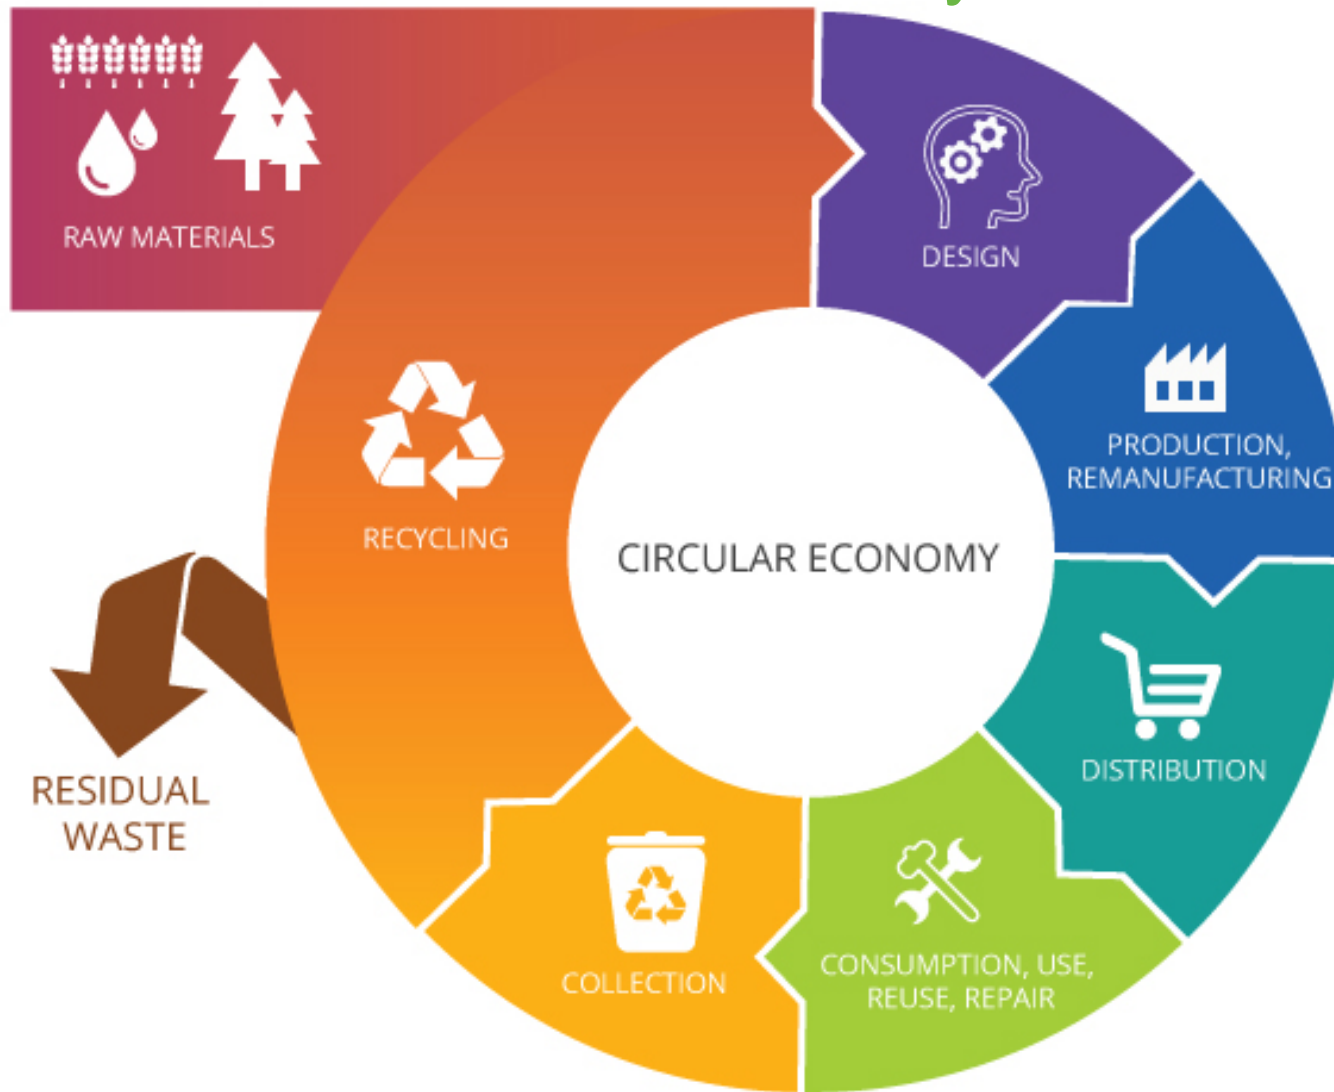 RAW MATERIALS
DESIGN
PRODUCTION,
REMANUFACTURING
RECYCLING
CIRCULAR ECONOMY
DISTRIBUTION
RESIDUAL
WASTE
CONSUMPTION, USE,
REUSE, REPAIR
COLLECTION